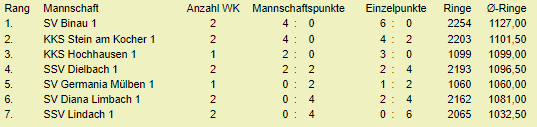 Rang Mannschaft Anzahl WK Mannschaftspunkte Einzelpunkte Ringe Ø-Ringe
1. SV Binau 1 2 4 : 0 6 : 0 2254 1127,00
2. KKS Stein am Kocher 1 2 4 : 0 4 : 2 2203 1101,50
3. KKS Hochhausen 1 1 2 : 0 3 : 0 1099 1099,00
4. SSV Dielbach 1 2 2 : 2 2 : 4 2193 1096,50
5. SV Germania Mülben 1 1 0 : 2 1 : 2 1060 1060,00
6. SV Diana Limbach 1 2 0 : 4 2 : 4 2162 1081,00
7. SSV Lindach 1 2 0 : 4 0 : 6 2065 1032,50